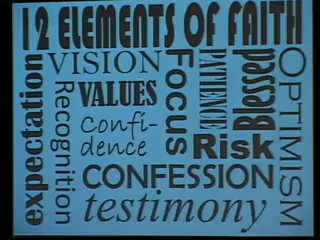 12 ELEMENTS OF FAITH
expectation
VISION
Recognition
VALUES
Confi-
dence
Focus
PATIENCE
Blessed
OPTIMISM
Risk
CONFESSION
testimony